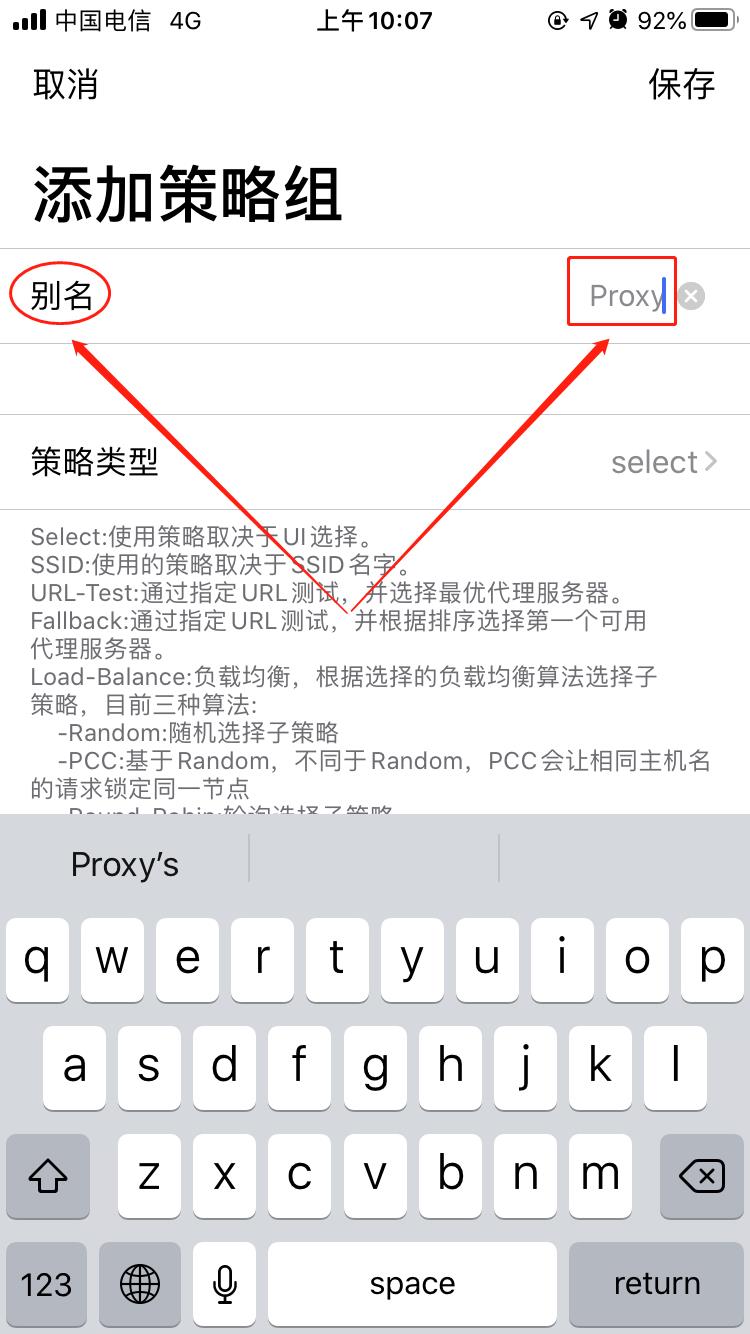 中国电信 4G 上午10:07 92%
取消 保存
添加策略组
别名 Proxy
策略类型 select
Select:使用策略取决于UI选择。
SSID:使用的策略取决于SSID名字。
URL-Test:通过指定URL测试，并选择最优代理服务器。
Fallback:通过指定URL测试，并根据排序选择第一个可用
代理服务器。
Load-Balance:负载均衡，根据选择的负载均衡算法选择子
策略，目前三种算法:
-Random:随机选择子策略
-PCC:基于Random，不同于Random，PCC会让相同主机名
的请求锁定同一节点
-Round-Robin:轮询选择子策略
Proxy's
q w e r t y u i o p
a s d f g h j k l
z x c v b n m
123 space return